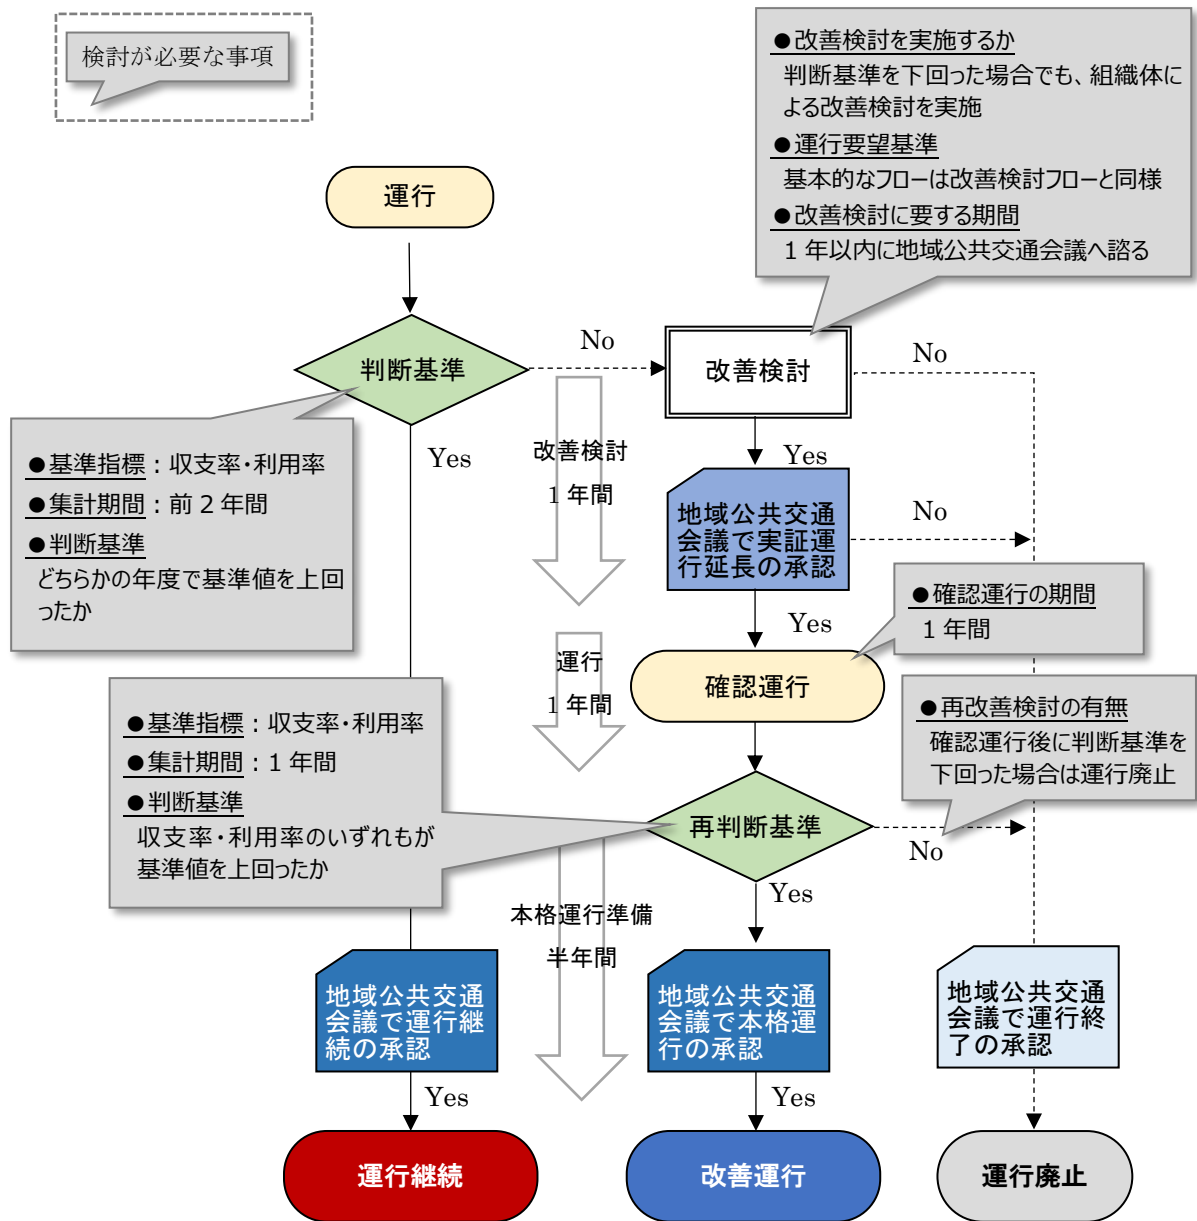 検討が必要な事項
●改善検討を実施するか
判断基準を下回った場合でも、組織体に
よる改善検討を実施
●運行要望基準
基本的なフローは改善検討フローと同様
●改善検討に要する期間
1 年以内に地域公共交通会議へ諮る
運行
判断基準
No
改善検討
No
●基準指標：収支率・利用率
●集計期間：前 2 年間
●判断基準
どちらかの年度で基準値を上回
ったか
Yes
改善検討
1 年間
Yes
地域公共交通
会議で実証運
行延長の承認
No
Yes
●確認運行の期間
1 年間
運行
1 年間
確認運行
●基準指標：収支率・利用率
●集計期間：1 年間
●判断基準
収支率・利用率のいずれもが
基準値を上回ったか
●再改善検討の有無
確認運行後に判断基準を
下回った場合は運行廃止
再判断基準
No
Yes
本格運行準備
半年間
地域公共交通
会議で運行継
続の承認
地域公共交通
会議で本格運
行の承認
地域公共交通
会議で運行終
了の承認
Yes
Yes
運行継続
改善運行
運行廃止